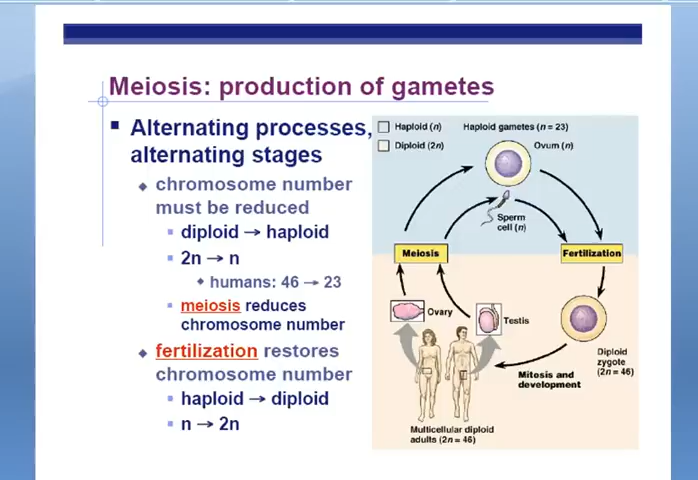 Meiosis: production of gametes
Alternating processes,
alternating stages
chromosome number
must be reduced
diploid → haploid
2n → n
humans: 46 → 23
meiosis reduces
chromosome number
fertilization restores
chromosome number
haploid → diploid
n → 2n
Haploid (n)
Diploid (2n)
Haploid gametes (n = 23)
Ovum (n)
Sperm
cell (n)
Meiosis
Fertilization
Ovary
Testis
Diploid
zygote
(2n = 46)
Mitosis and
development
Multicellular diploid
adults (2n = 46)